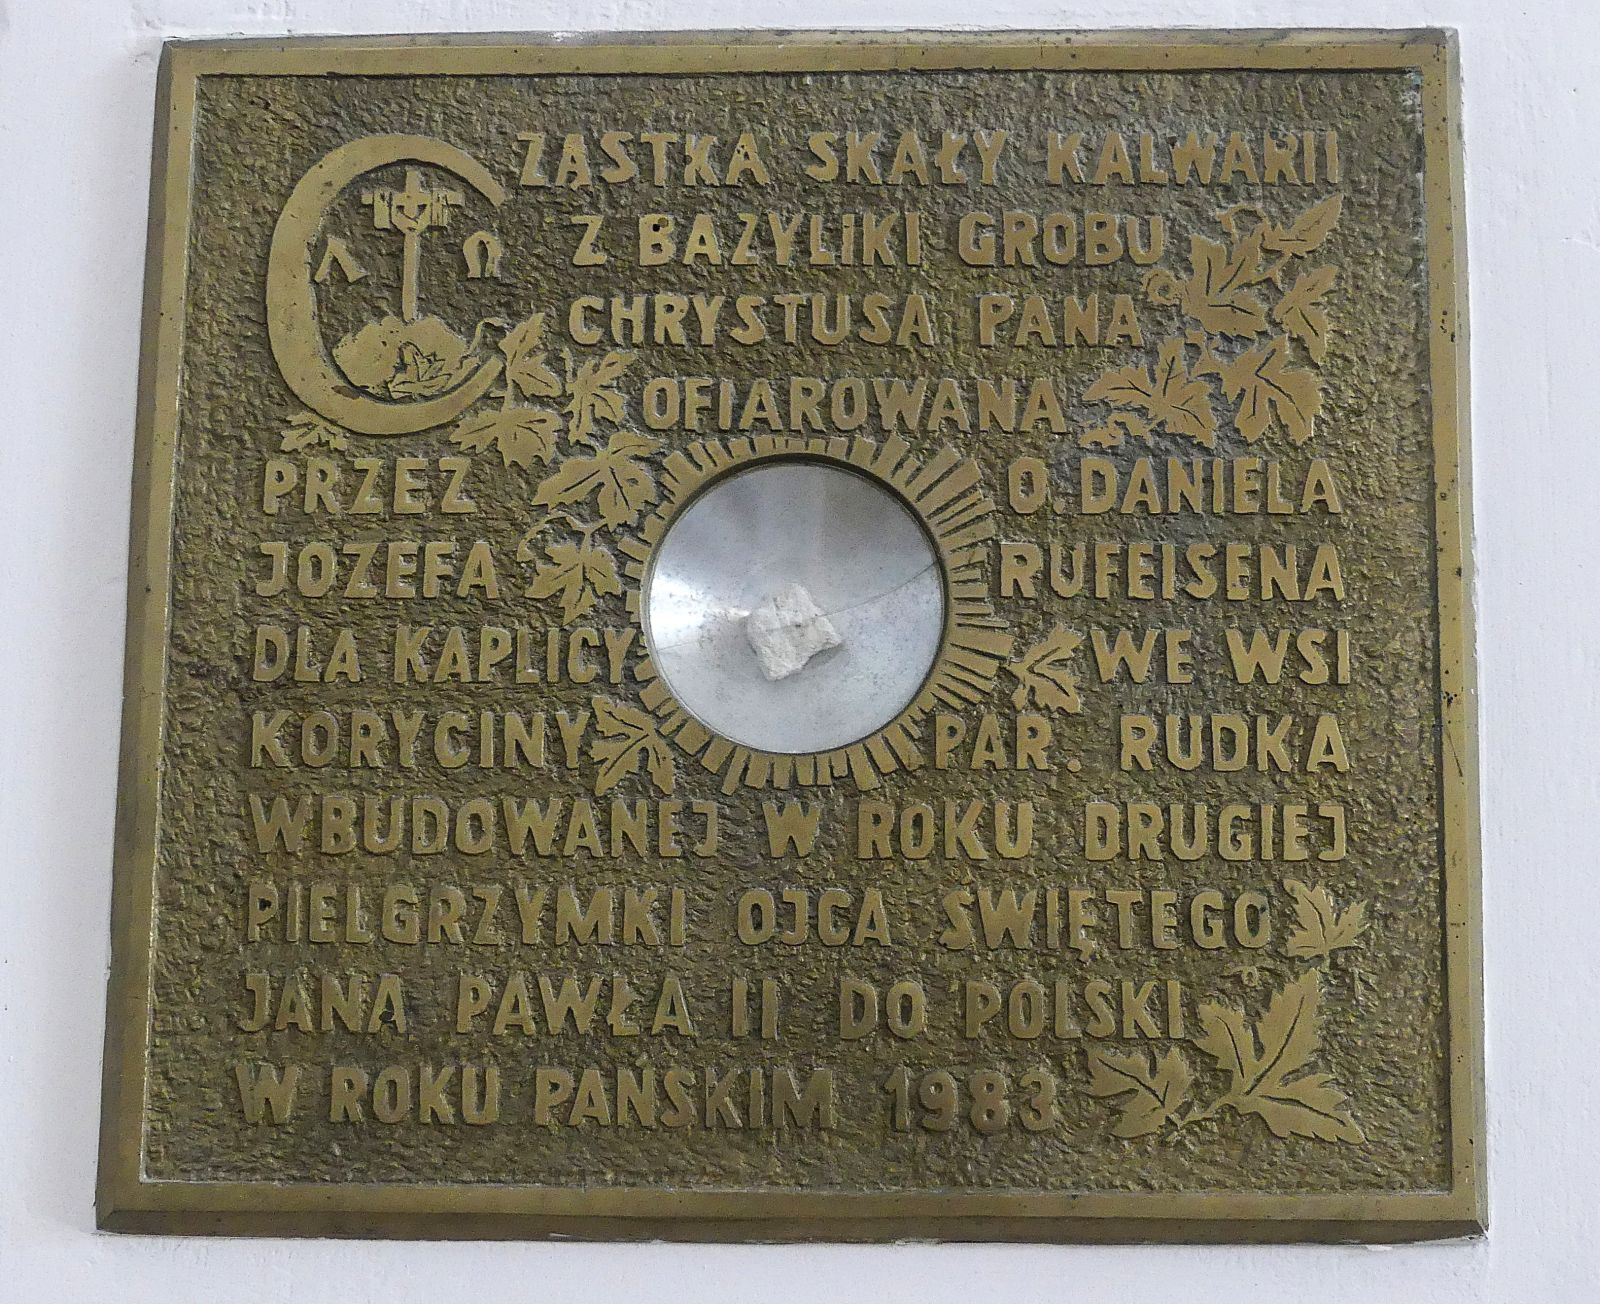 CZĄSTKA SKAŁY KALWARII
Z BAZYLIKI GROBU
CHRYSTUSA PANA
OFIAROWANA
PRZEZ O. DANIELA
JOZEFA RUFEISENA
DLA KAPLICY WE WSI
KORYCINY PAR. RUDKA
WBUDOWANEJ W ROKU DRUGIEJ
PIELGRZYMKI OJCA ŚWIĘTEGO
JANA PAWŁA II DO POLSKI
W ROKU PAŃSKIM 1983